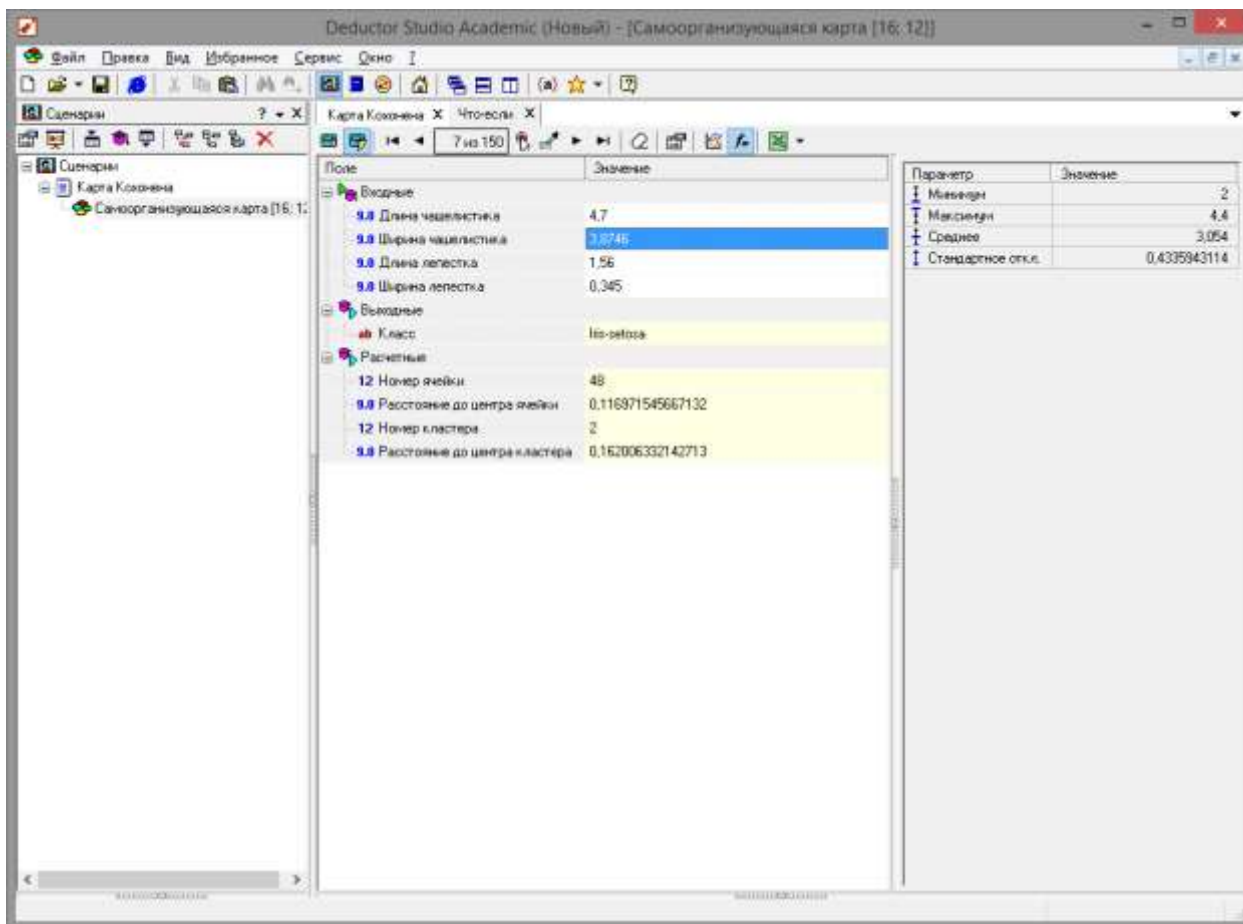 Deductor Studio Academic (Новый) - [Самоорганизующаяся карта [16; 12]]
Файл Правка Вид Избранное Сервис Окно ?
Сценарии ? X
Карта Кохонена X Что-если X
7 из 150
Сценарии
Карта Кохонена
Самоорганизующаяся карта [16; 12
Поле Значение
Входные
9.0 Длина чашелистика 4,7
9.0 Ширина чашелистика 3,8746
9.0 Длина лепестка 1,56
9.0 Ширина лепестка 0,345
Выходные
ab Класс Iris-setosa
Расчетные
12 Номер ячейки 48
9.0 Расстояние до центра ячейки 0,116971545667132
12 Номер кластера 2
9.0 Расстояние до центра кластера 0,162006332142713
Параметр Значение
Минимум 2
Максимум 4,4
Среднее 3,054
Стандартное откл. 0,4335943114